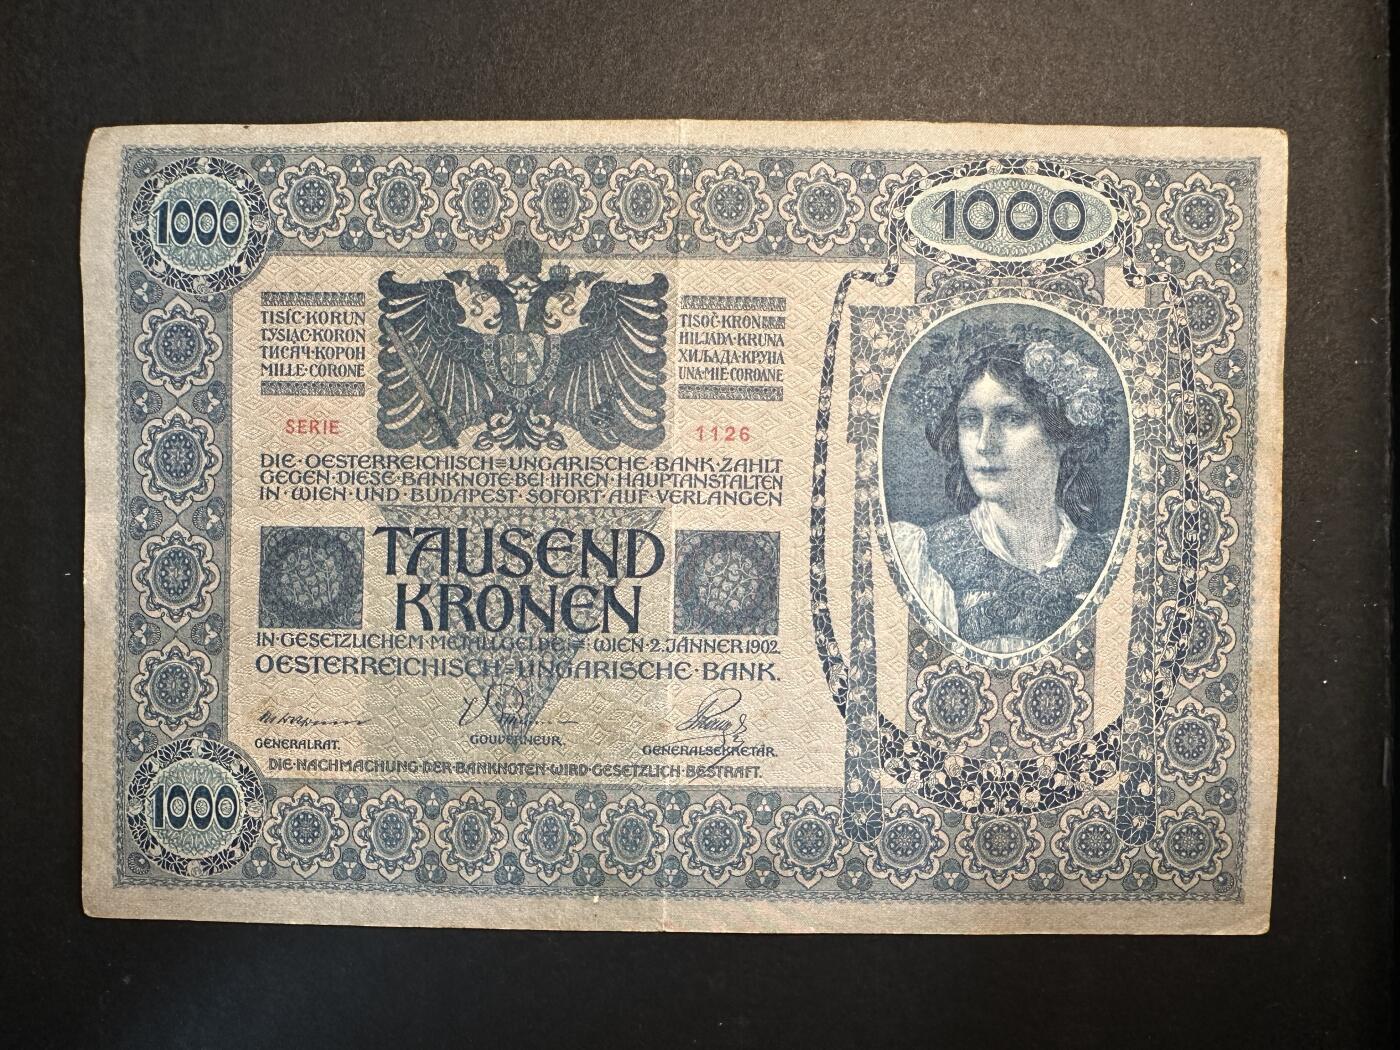 1000
1000
TISÍC·KORUN
TYSIĄC·KORON
ТИСЯЧ·КОРОН
MILLE·CORONE
TISOČ·KRON
HILJADA·KRUNA
ХИЉАДА·КРУНА
UNA·MIE·COROANE
SERIE
1126
DIE·OESTERREICHISCH=UNGARISCHE·BANK·ZAHLT
GEGEN·DIESE·BANKNOTE·BEI·IHREN·HAUPTANSTALTEN
IN·WIEN·UND·BUDAPEST·SOFORT·AUF·VERLANGEN
TAUSEND
KRONEN
IN·GESETZLICHEM·METALLGELDE=:WIEN·2.JÄNNER 1902.
OESTERREICHISCH=UNGARISCHE·BANK.
GENERALRAT.
GOUVERNEUR.
GENERALSEKRETÄR.
DIE·NACHMACHUNG·DER·BANKNOTEN·WIRD·GESETZLICH·BESTRAFT.
1000